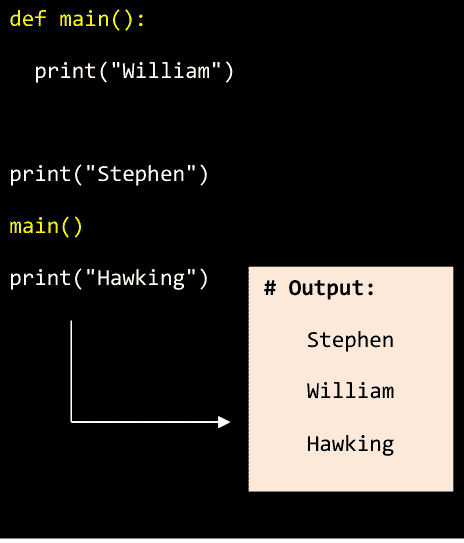 def main():
  print("William")
print("Stephen")
main()
print("Hawking")
# Output:
Stephen
William
Hawking